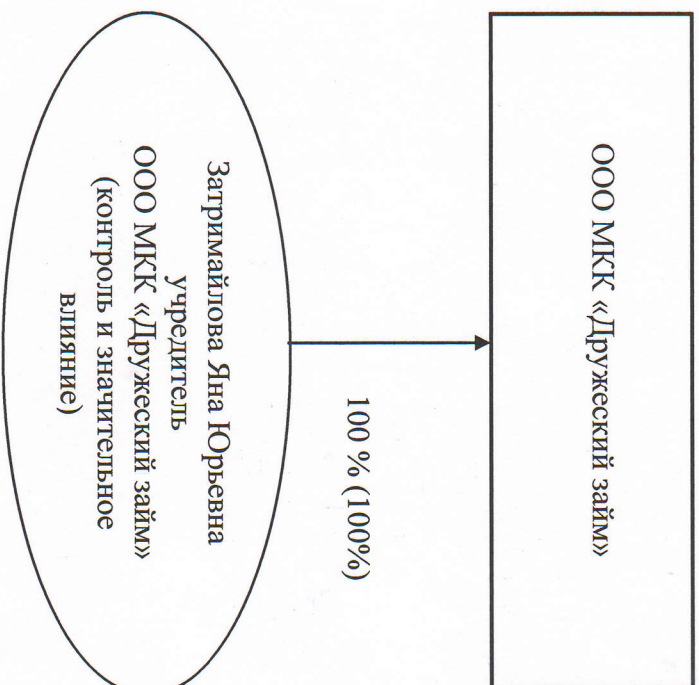 ООО МКК «Дружеский займ»
100 % (100%)
Затримайлова Яна Юрьевна
учредитель
ООО МКК «Дружеский займ»
(контроль и значительное
влияние)